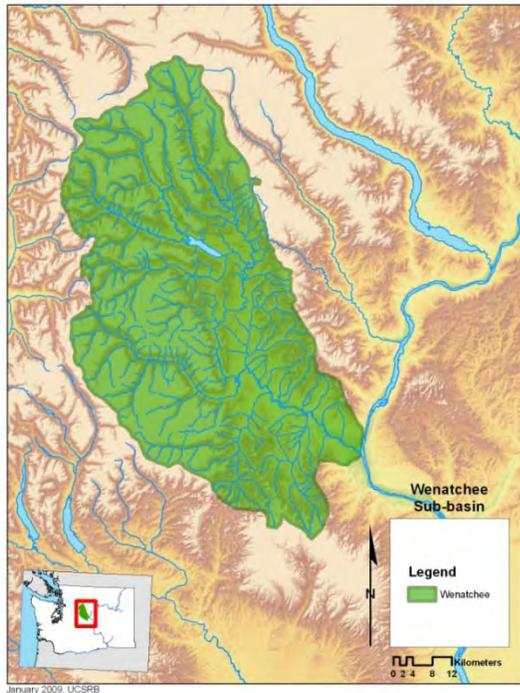 Wenatchee
Sub-basin
Legend
Wenatchee
N
Kilometers
0 2 4 8 12
January 2009, UCSRB